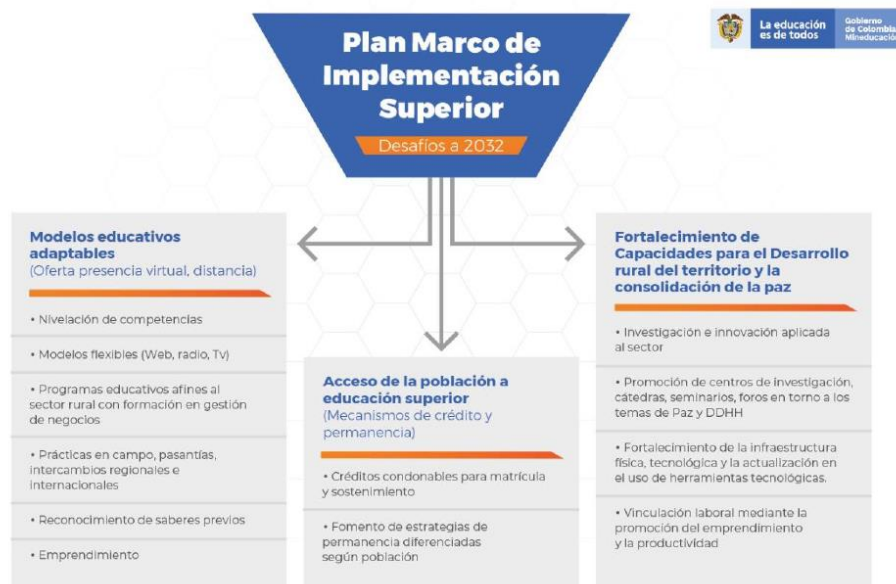 Plan Marco de
Implementación
Superior
Desafíos a 2032
La educación
es de todos
Gobierno
de Colombia
Mineducación
Modelos educativos
adaptables
(Oferta presencia virtual, distancia)
• Nivelación de competencias
• Modelos flexibles (Web, radio, Tv)
• Programas educativos afines al
sector rural con formación en gestión
de negocios
• Prácticas en campo, pasantías,
intercambios regionales e
internacionales
• Reconocimiento de saberes previos
• Emprendimiento
Acceso de la población a
educación superior
(Mecanismos de crédito y
permanencia)
• Créditos condonables para matrícula
y sostenimiento
• Fomento de estrategias de
permanencia diferenciadas
según población
Fortalecimiento de
Capacidades para el Desarrollo
rural del territorio y la
consolidación de la paz
• Investigación e innovación aplicada
al sector
• Promoción de centros de investigación,
cátedras, seminarios, foros en torno a los
temas de Paz y DDHH
• Fortalecimiento de la infraestructura
física, tecnológica y la actualización en
el uso de herramientas tecnológicas.
• Vinculación laboral mediante la
promoción del emprendimiento
y la productividad